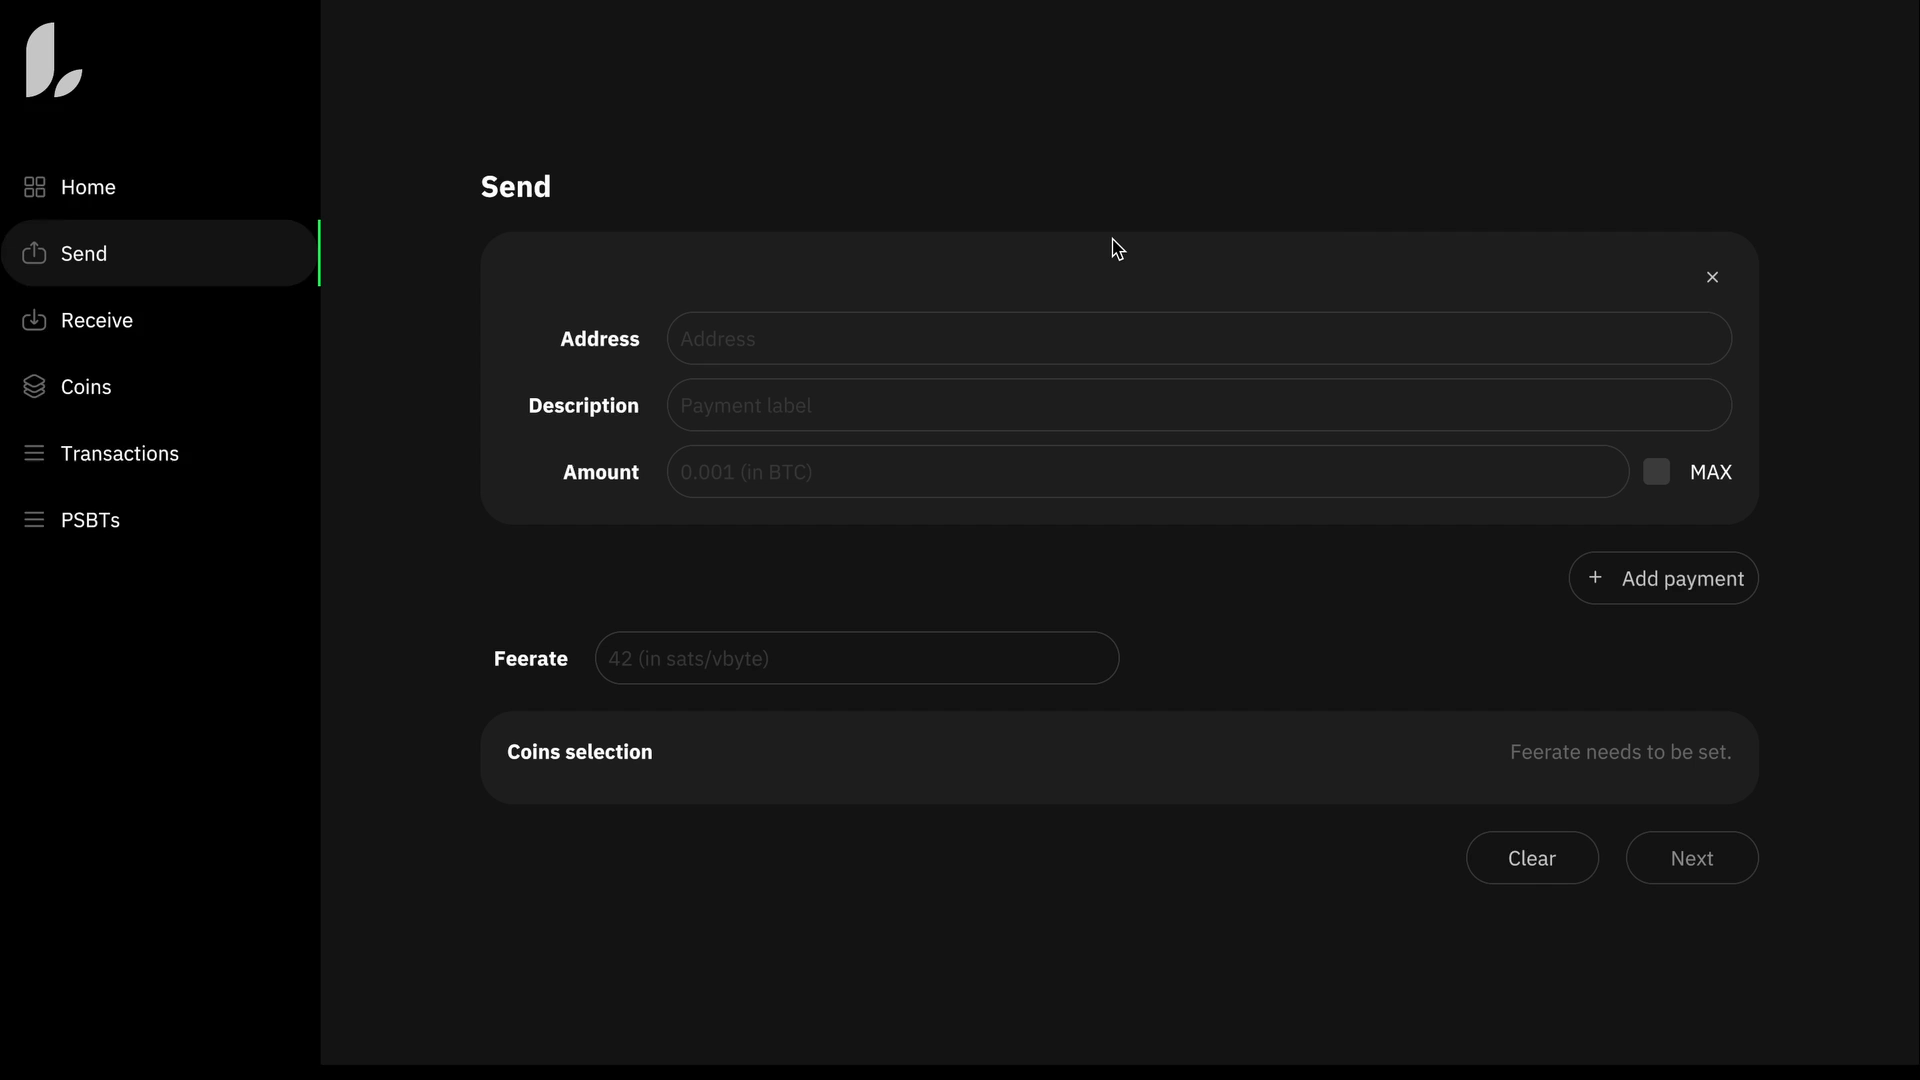 Home
Send
Receive
Coins
Transactions
PSBTs
Send
Address Address
Description Payment label
Amount 0.001 (in BTC) MAX
+ Add payment
Feerate 42 (in sats/vbyte)
Coins selection Feerate needs to be set.
Clear Next